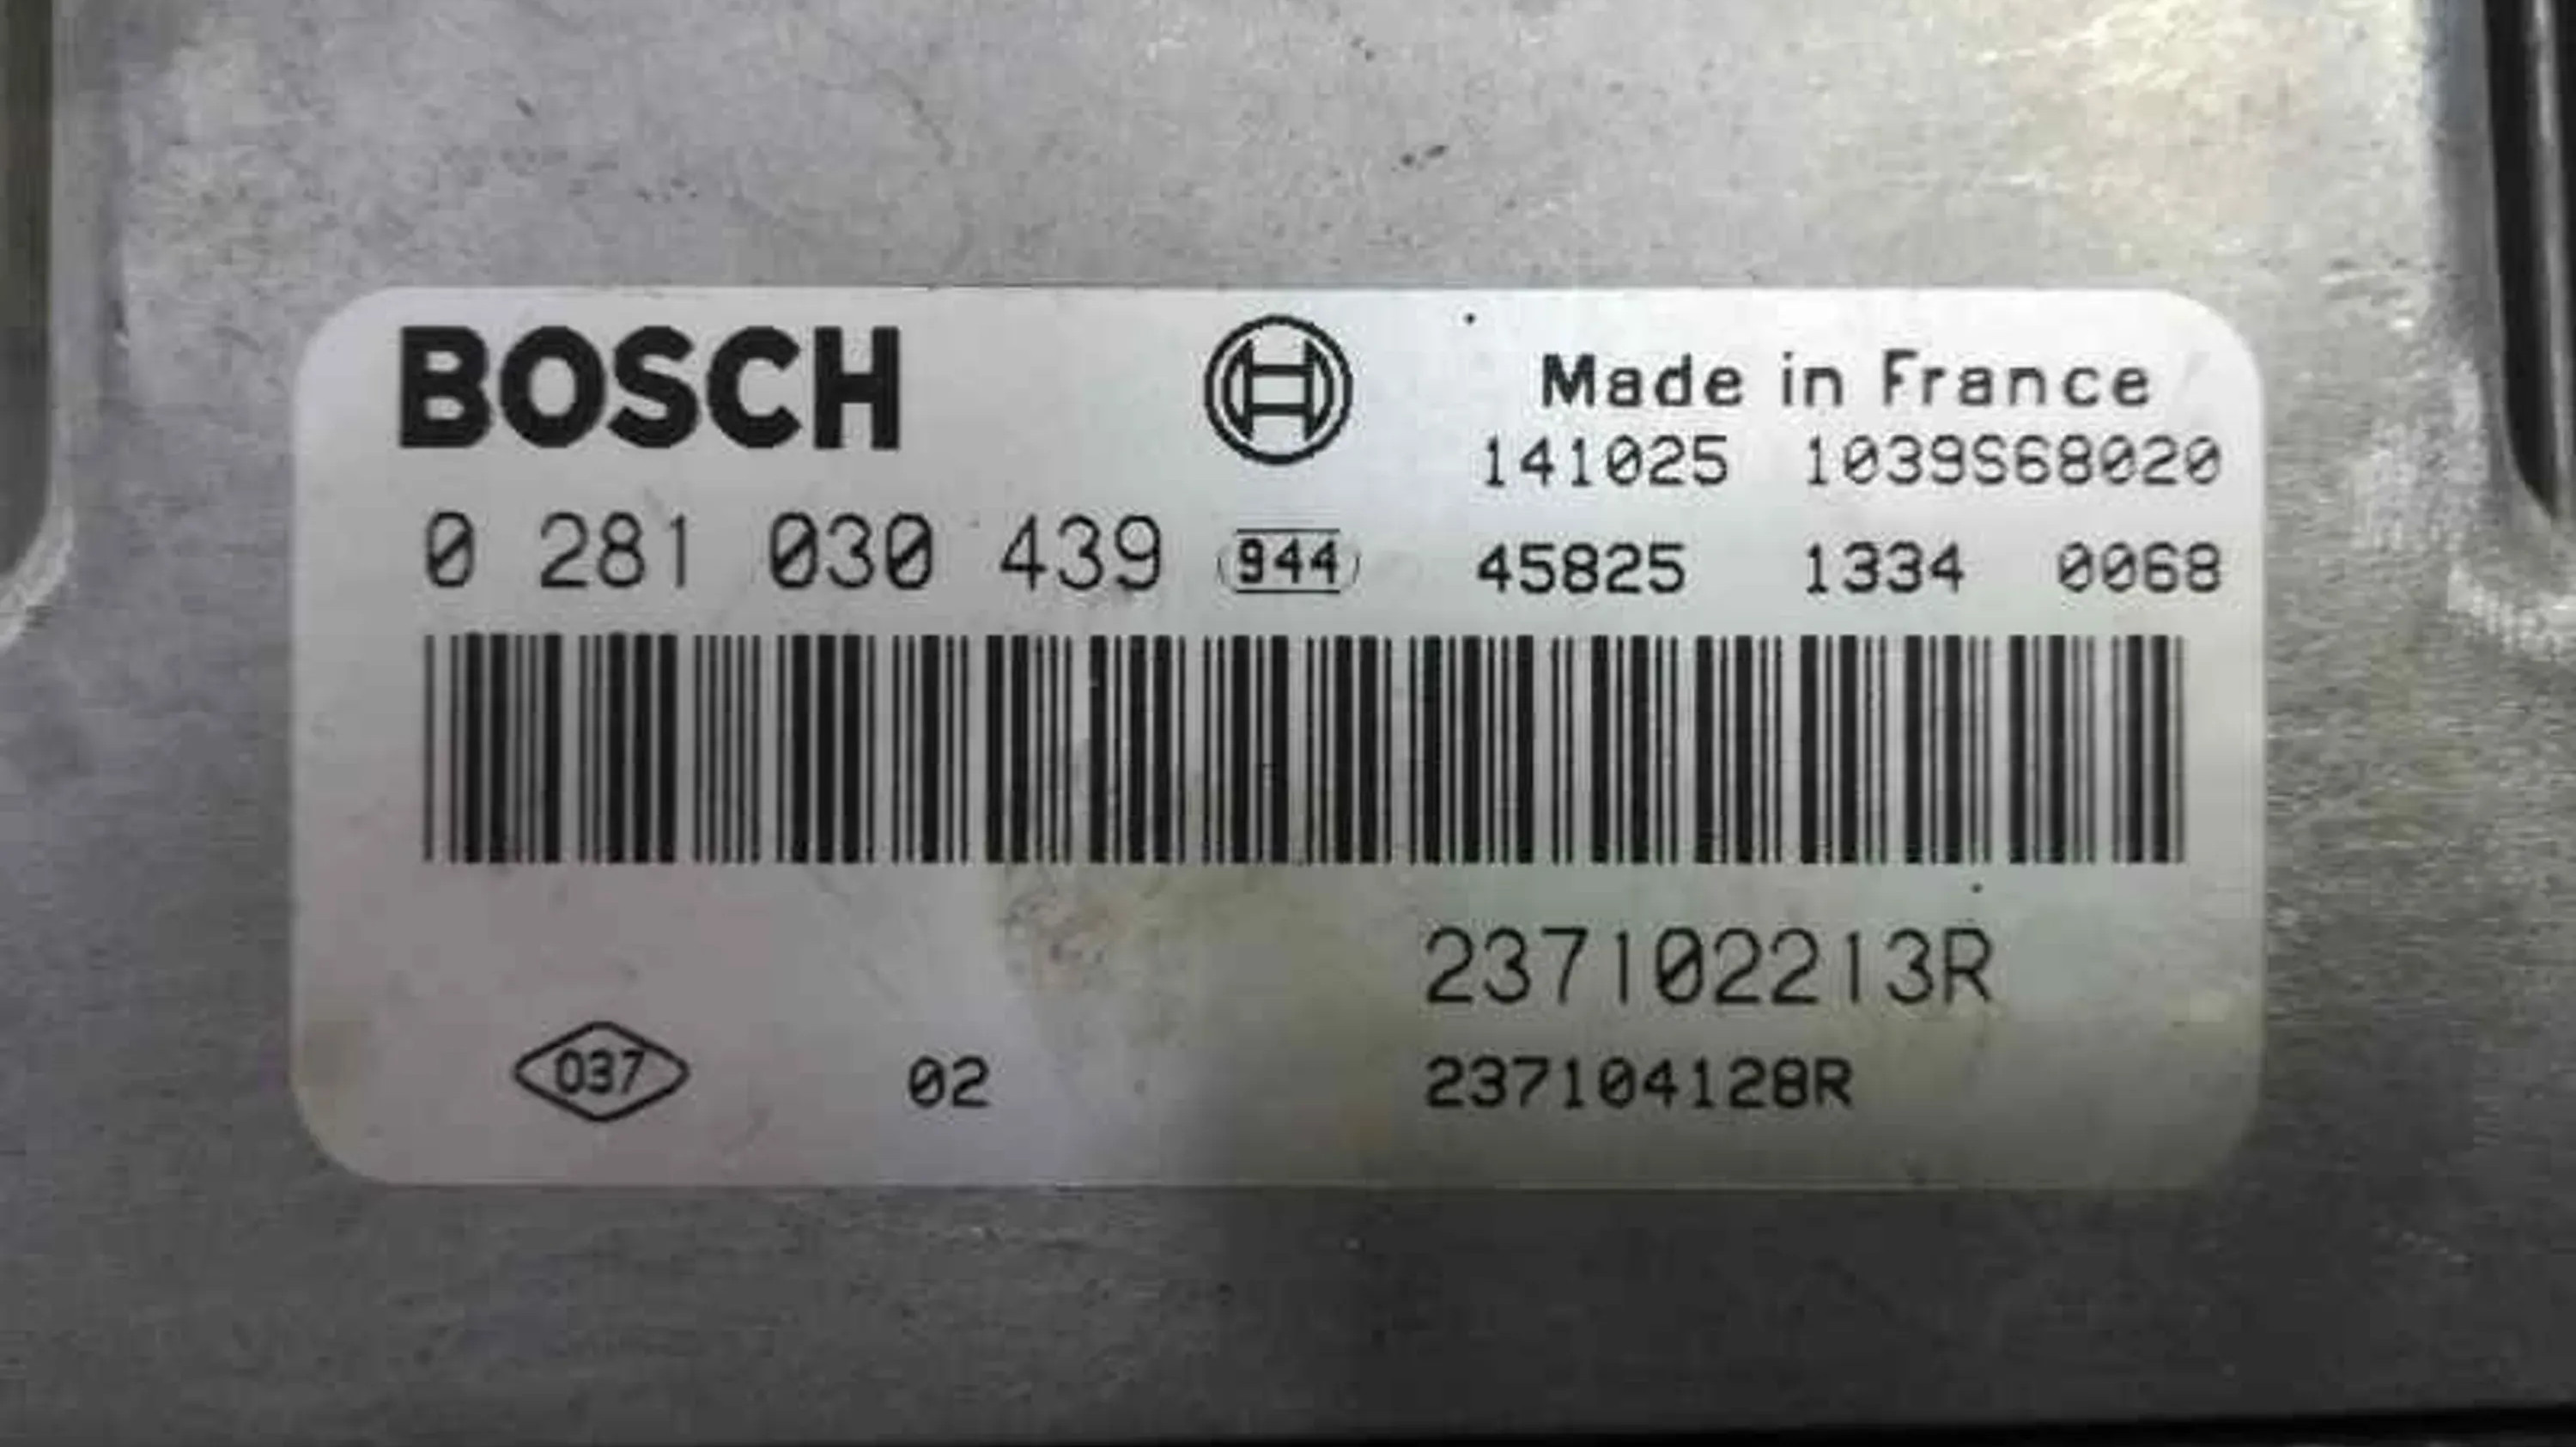 BOSCH
Made in France
141025 1039S68020
0 281 030 439 944 45825 1334 0068
237102213R
037 02 237104128R